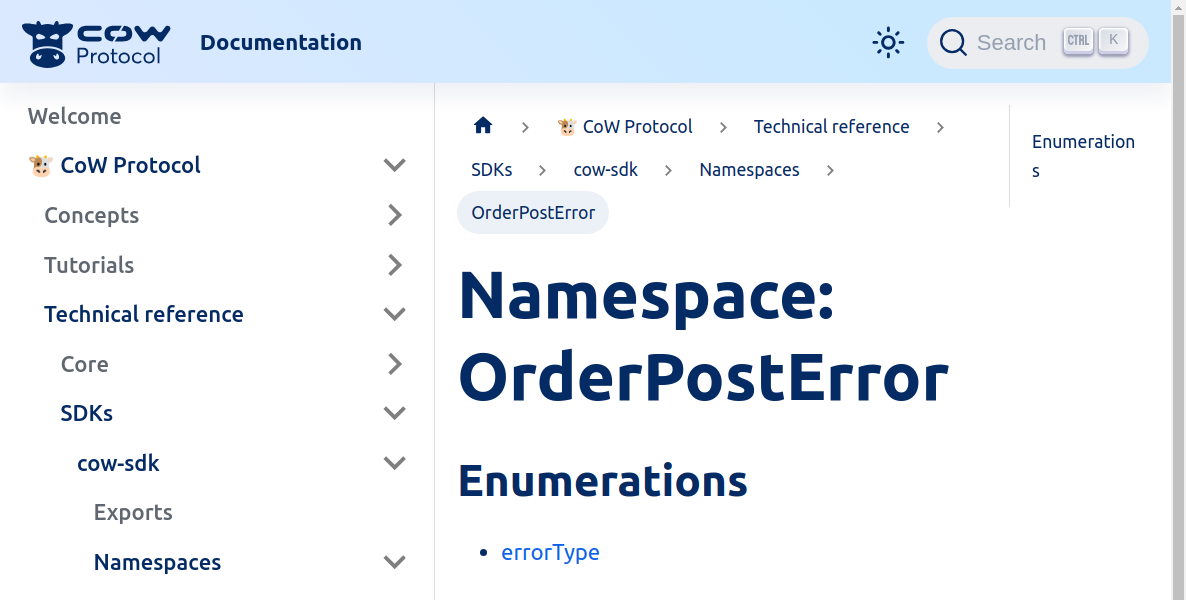 COW Protocol Documentation Search CTRL K
Welcome
🐮 CoW Protocol
Concepts
Tutorials
Technical reference
Core
SDKs
cow-sdk
Exports
Namespaces
🐮 CoW Protocol Technical reference
SDKs cow-sdk Namespaces
OrderPostError
Namespace:
OrderPostError
Enumerations
errorType
Enumeration
s